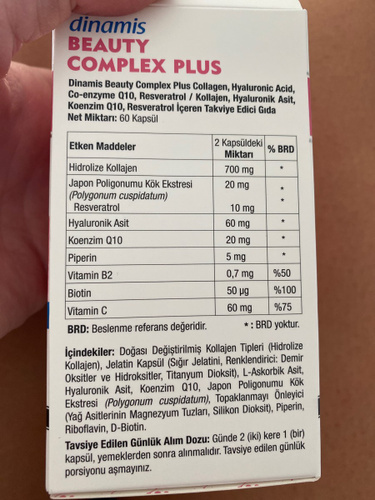 dinamis
BEAUTY
COMPLEX PLUS
Dinamis Beauty Complex Plus Collagen, Hyaluronic Acid,
Co-enzyme Q10, Resveratrol / Kollajen, Hyaluronik Asit,
Koenzim Q10, Resveratrol İçeren Takviye Edici Gıda
Net Miktarı: 60 Kapsül
Etken Maddeler 2 Kapsüldeki Miktarı % BRD
Hidrolize Kollajen 700 mg *
Japon Poligonumu Kök Ekstresi 20 mg *
(Polygonum cuspidatum) *
Resveratrol 10 mg
Hyaluronik Asit 60 mg *
Koenzim Q10 20 mg *
Piperin 5 mg *
Vitamin B2 0,7 mg %50
Biotin 50 µg %100
Vitamin C 60 mg %75
BRD: Beslenme referans değeridir. * : BRD yoktur.
İçindekiler: Doğası Değiştirilmiş Kollajen Tipleri (Hidrolize
Kollajen), Jelatin Kapsül (Sığır Jelatini, Renklendirici: Demir
Oksitler ve Hidroksitler, Titanyum Dioksit), L-Askorbik Asit,
Hyaluronik Asit, Koenzim Q10, Japon Poligonumu Kök
Ekstresi (Polygonum cuspidatum), Topaklanmayı Önleyici
(Yağ Asitlerinin Magnezyum Tuzları, Silikon Dioksit), Piperin,
Riboflavin, D-Biotin.
Tavsiye Edilen Günlük Alım Dozu: Günde 2 (iki) kere 1 (bir)
kapsül, yemeklerden sonra alınmalıdır. Tavsiye edilen günlük
porsiyonu aşmayınız.